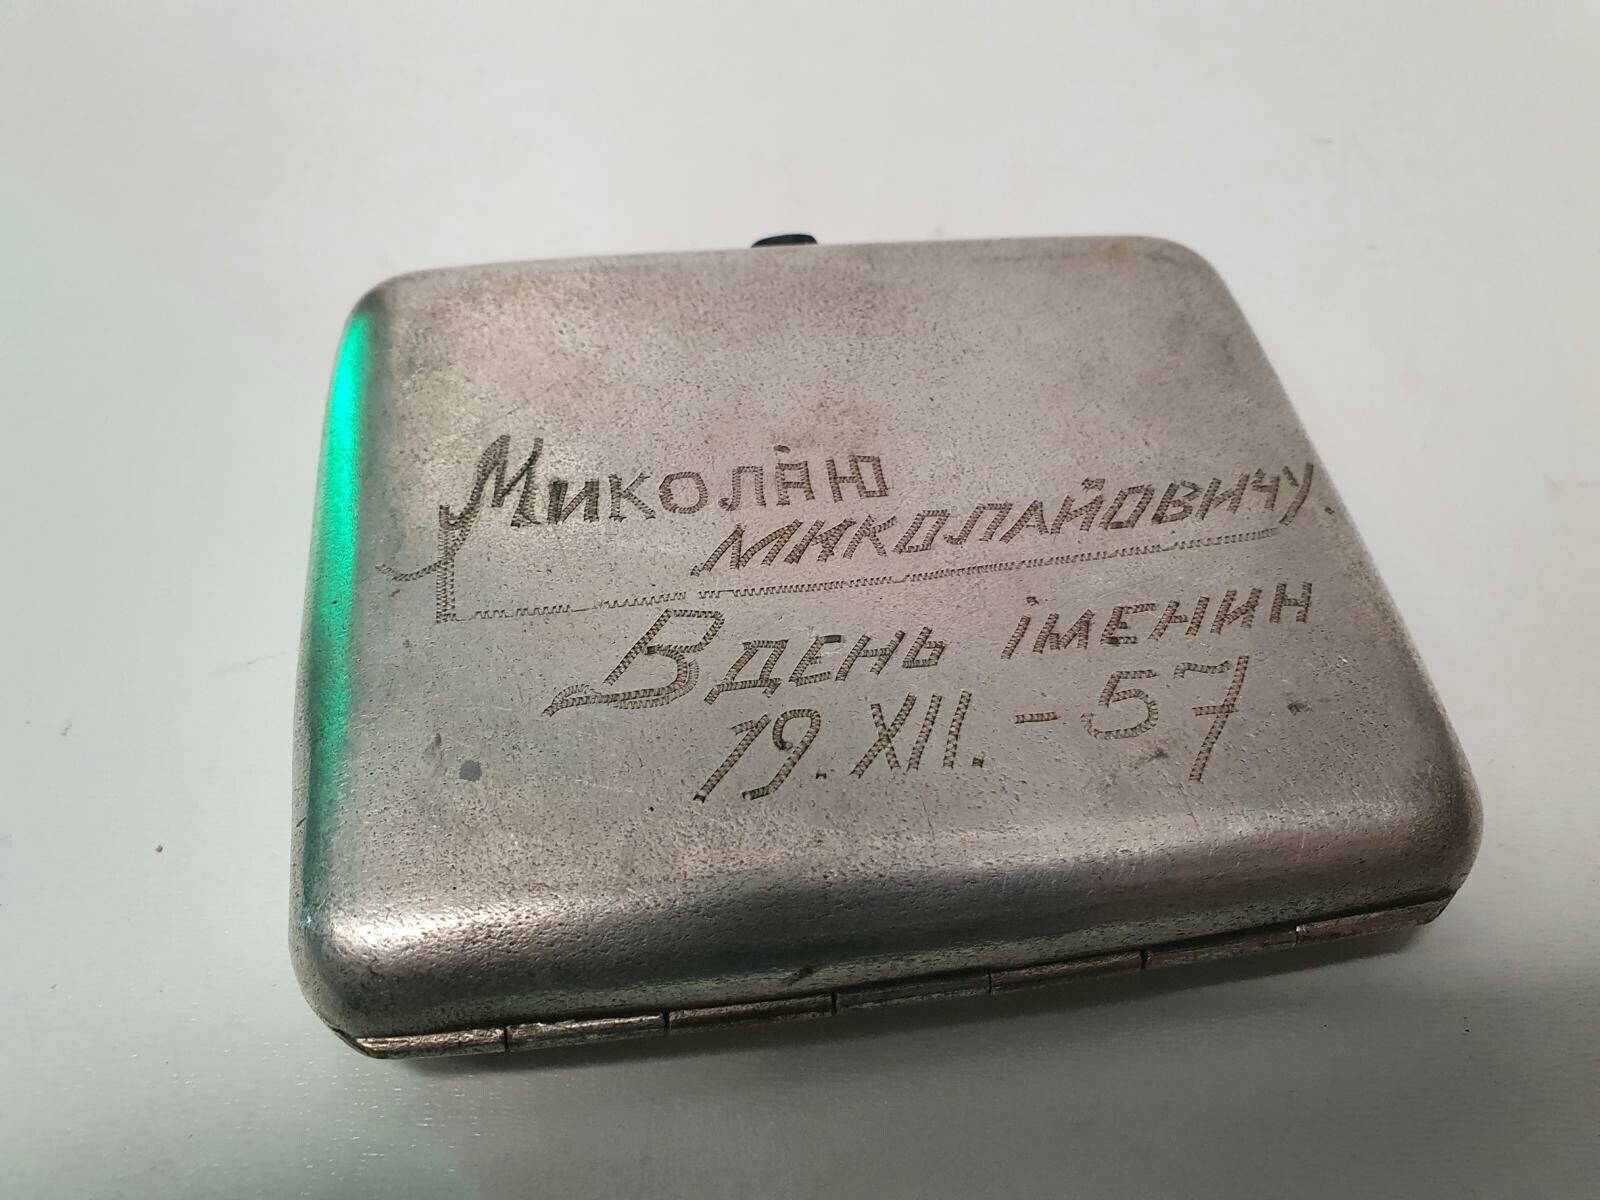 Миколаю
Миколайовичу
В день іменин
19. XII. - 57